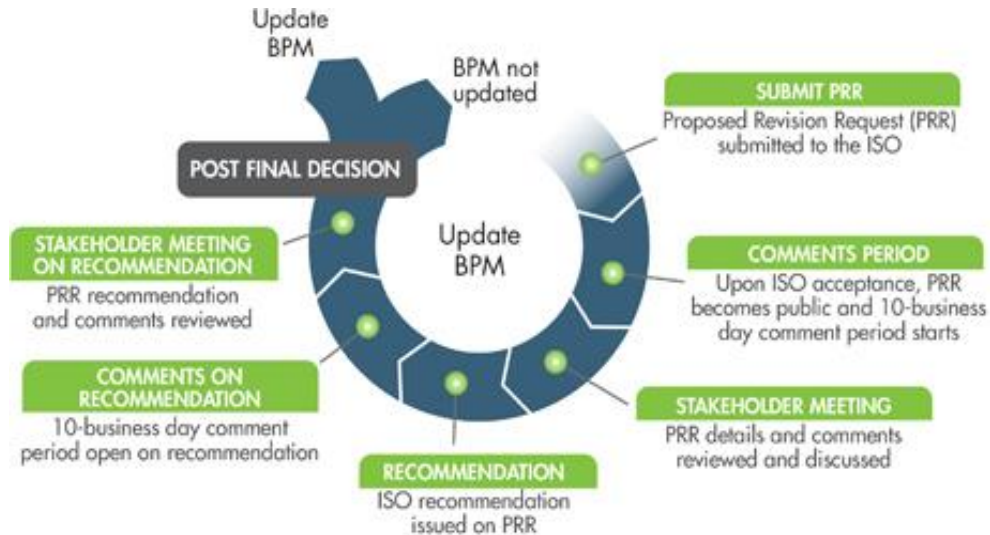 Update
BPM
BPM not
updated
SUBMIT PRR
Proposed Revision Request (PRR)
submitted to the ISO
POST FINAL DECISION
STAKEHOLDER MEETING
ON RECOMMENDATION
PRR recommendation
and comments reviewed
Update
BPM
COMMENTS PERIOD
Upon ISO acceptance, PRR
becomes public and 10-business
day comment period starts
COMMENTS ON
RECOMMENDATION
10-business day comment
period open on recommendation
STAKEHOLDER MEETING
PRR details and comments
reviewed and discussed
RECOMMENDATION
ISO recommendation
issued on PRR